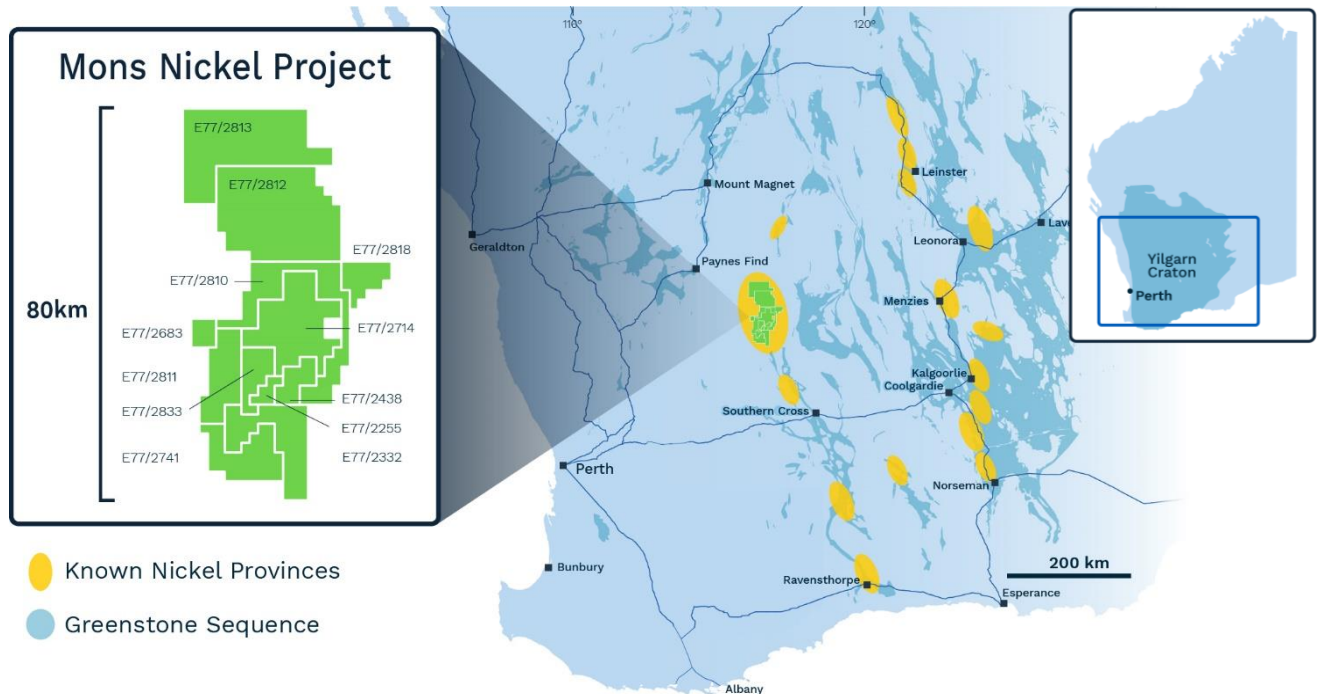 Mons Nickel Project
80km
E77/2813
E77/2812
E77/2818
E77/2810
E77/2683
E77/2714
E77/2811
E77/2833
E77/2438
E77/2255
E77/2741
E77/2332
Known Nickel Provinces
Greenstone Sequence
116°
120°
Mount Magnet
Leinster
Geraldton
Leonora
Lave
Paynes Find
Menzies
Kalgoorlie
Coolgardie
Southern Cross
Perth
Norseman
Bunbury
Ravensthorpe
200 km
Esperance
Albany
Yilgarn
Craton
Perth